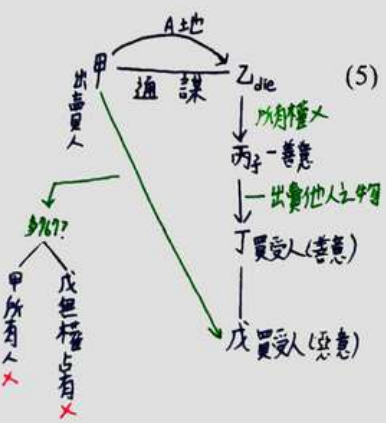 A地
甲
通謀
乙die
(5)
出賣人
所有權×
丙子-善意
出賣他人之物
丁 買受人(善意)
§767?
甲所有人×
戊無權占有×
戊 買受人(惡意)